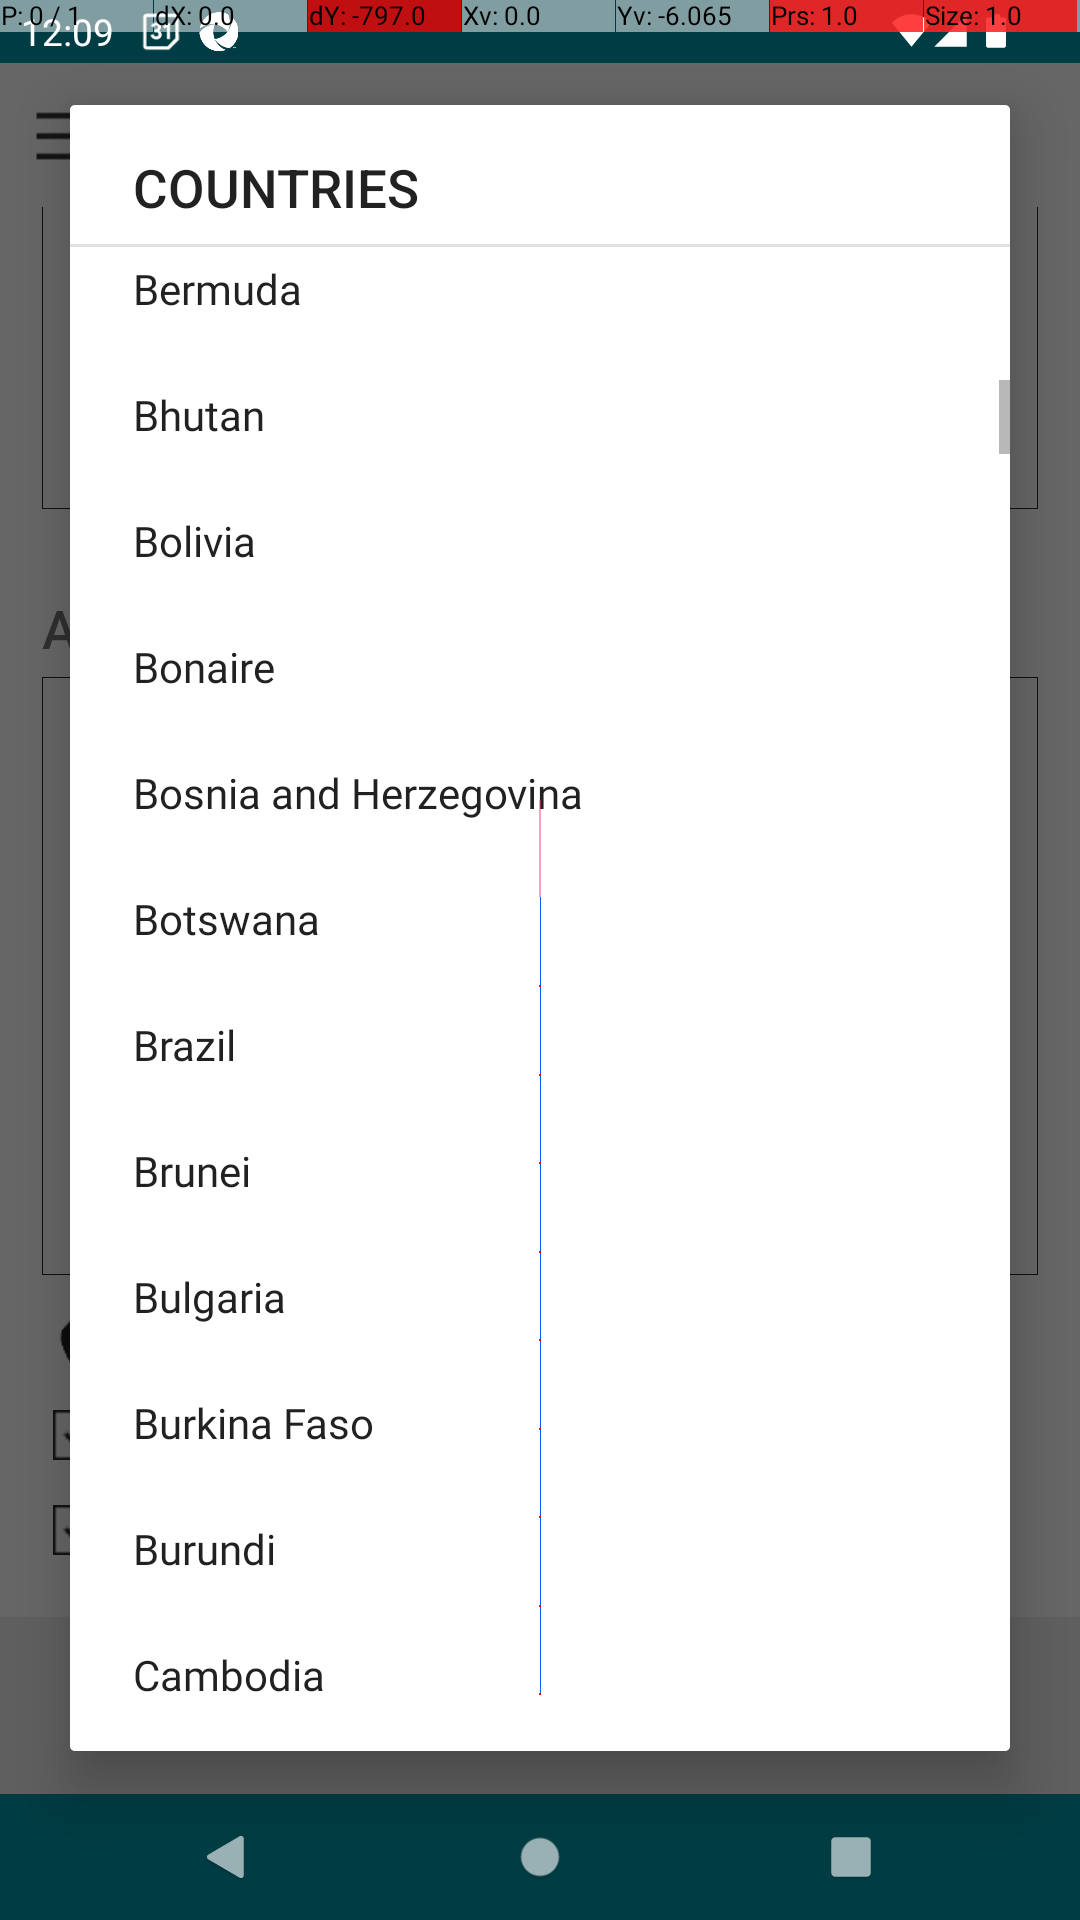 P: 0 / 1 dX: 0.0 dY: -797.0 Xv: 0.0 Yv: -6.065 Prs: 1.0 Size: 1.0
12:09 31
COUNTRIES
Bermuda
Bhutan
Bolivia
Bonaire
A
Bosnia and Herzegovina
Botswana
Brazil
Brunei
Bulgaria
Burkina Faso
Burundi
Cambodia